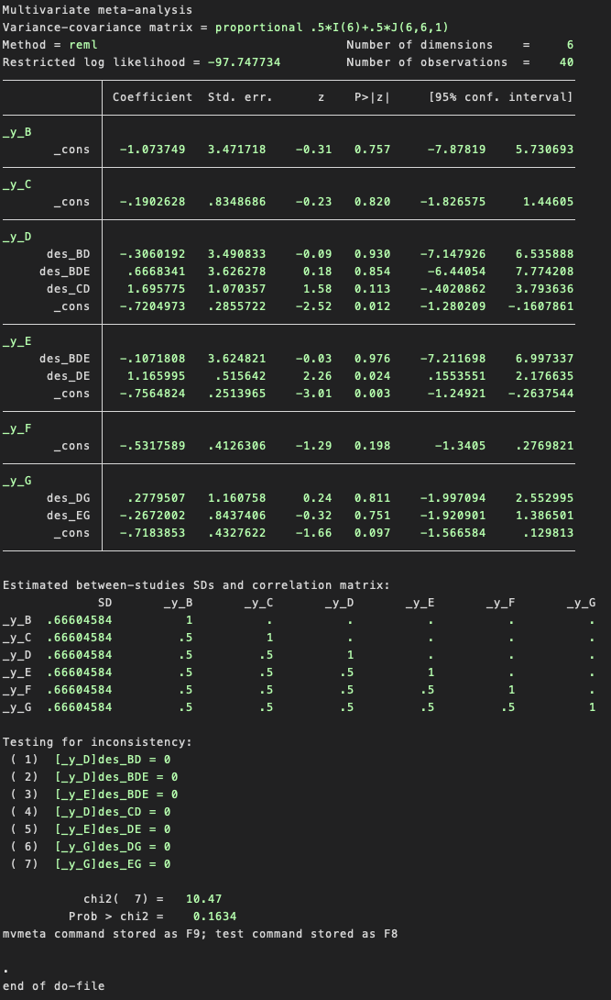 Multivariate meta-analysis
Variance-covariance matrix = proportional .5*I(6)+.5*J(6,6,1)
Method = reml Number of dimensions = 6
Restricted log likelihood = -97.747734 Number of observations = 40
Coefficient Std. err. z P>|z| [95% conf. interval]
_y_B
_cons -1.073749 3.471718 -0.31 0.757 -7.87819 5.730693
_y_C
_cons -.1902628 .8348686 -0.23 0.820 -1.826575 1.44605
_y_D
des_BD -.3060192 3.490833 -0.09 0.930 -7.147926 6.535888
des_BDE .6668341 3.626278 0.18 0.854 -6.44054 7.774208
des_CD 1.695775 1.070357 1.58 0.113 -.4020862 3.793636
_cons -.7204973 .2855722 -2.52 0.012 -1.280209 -.1607861
_y_E
des_BDE -.1071808 3.624821 -0.03 0.976 -7.211698 6.997337
des_DE 1.165995 .515642 2.26 0.024 .1553551 2.176635
_cons -.7564824 .2513965 -3.01 0.003 -1.24921 -.2637544
_y_F
_cons -.5317589 .4126306 -1.29 0.198 -1.3405 .2769821
_y_G
des_DG .2779507 1.160758 0.24 0.811 -1.997094 2.552995
des_EG -.2672002 .8437406 -0.32 0.751 -1.920901 1.386501
_cons -.7183853 .4327622 -1.66 0.097 -1.566584 .129813
Estimated between-studies SDs and correlation matrix:
SD _y_B _y_C _y_D _y_E _y_F _y_G
_y_B .66604584 1 . . . . .
_y_C .66604584 .5 1 . . . .
_y_D .66604584 .5 .5 1 . . .
_y_E .66604584 .5 .5 .5 1 . .
_y_F .66604584 .5 .5 .5 .5 1 .
_y_G .66604584 .5 .5 .5 .5 .5 1
Testing for inconsistency:
( 1) [_y_D]des_BD = 0
( 2) [_y_D]des_BDE = 0
( 3) [_y_E]des_BDE = 0
( 4) [_y_D]des_CD = 0
( 5) [_y_E]des_DE = 0
( 6) [_y_G]des_DG = 0
( 7) [_y_G]des_EG = 0
chi2( 7) = 10.47
Prob > chi2 = 0.1634
mvmeta command stored as F9; test command stored as F8
.
end of do-file